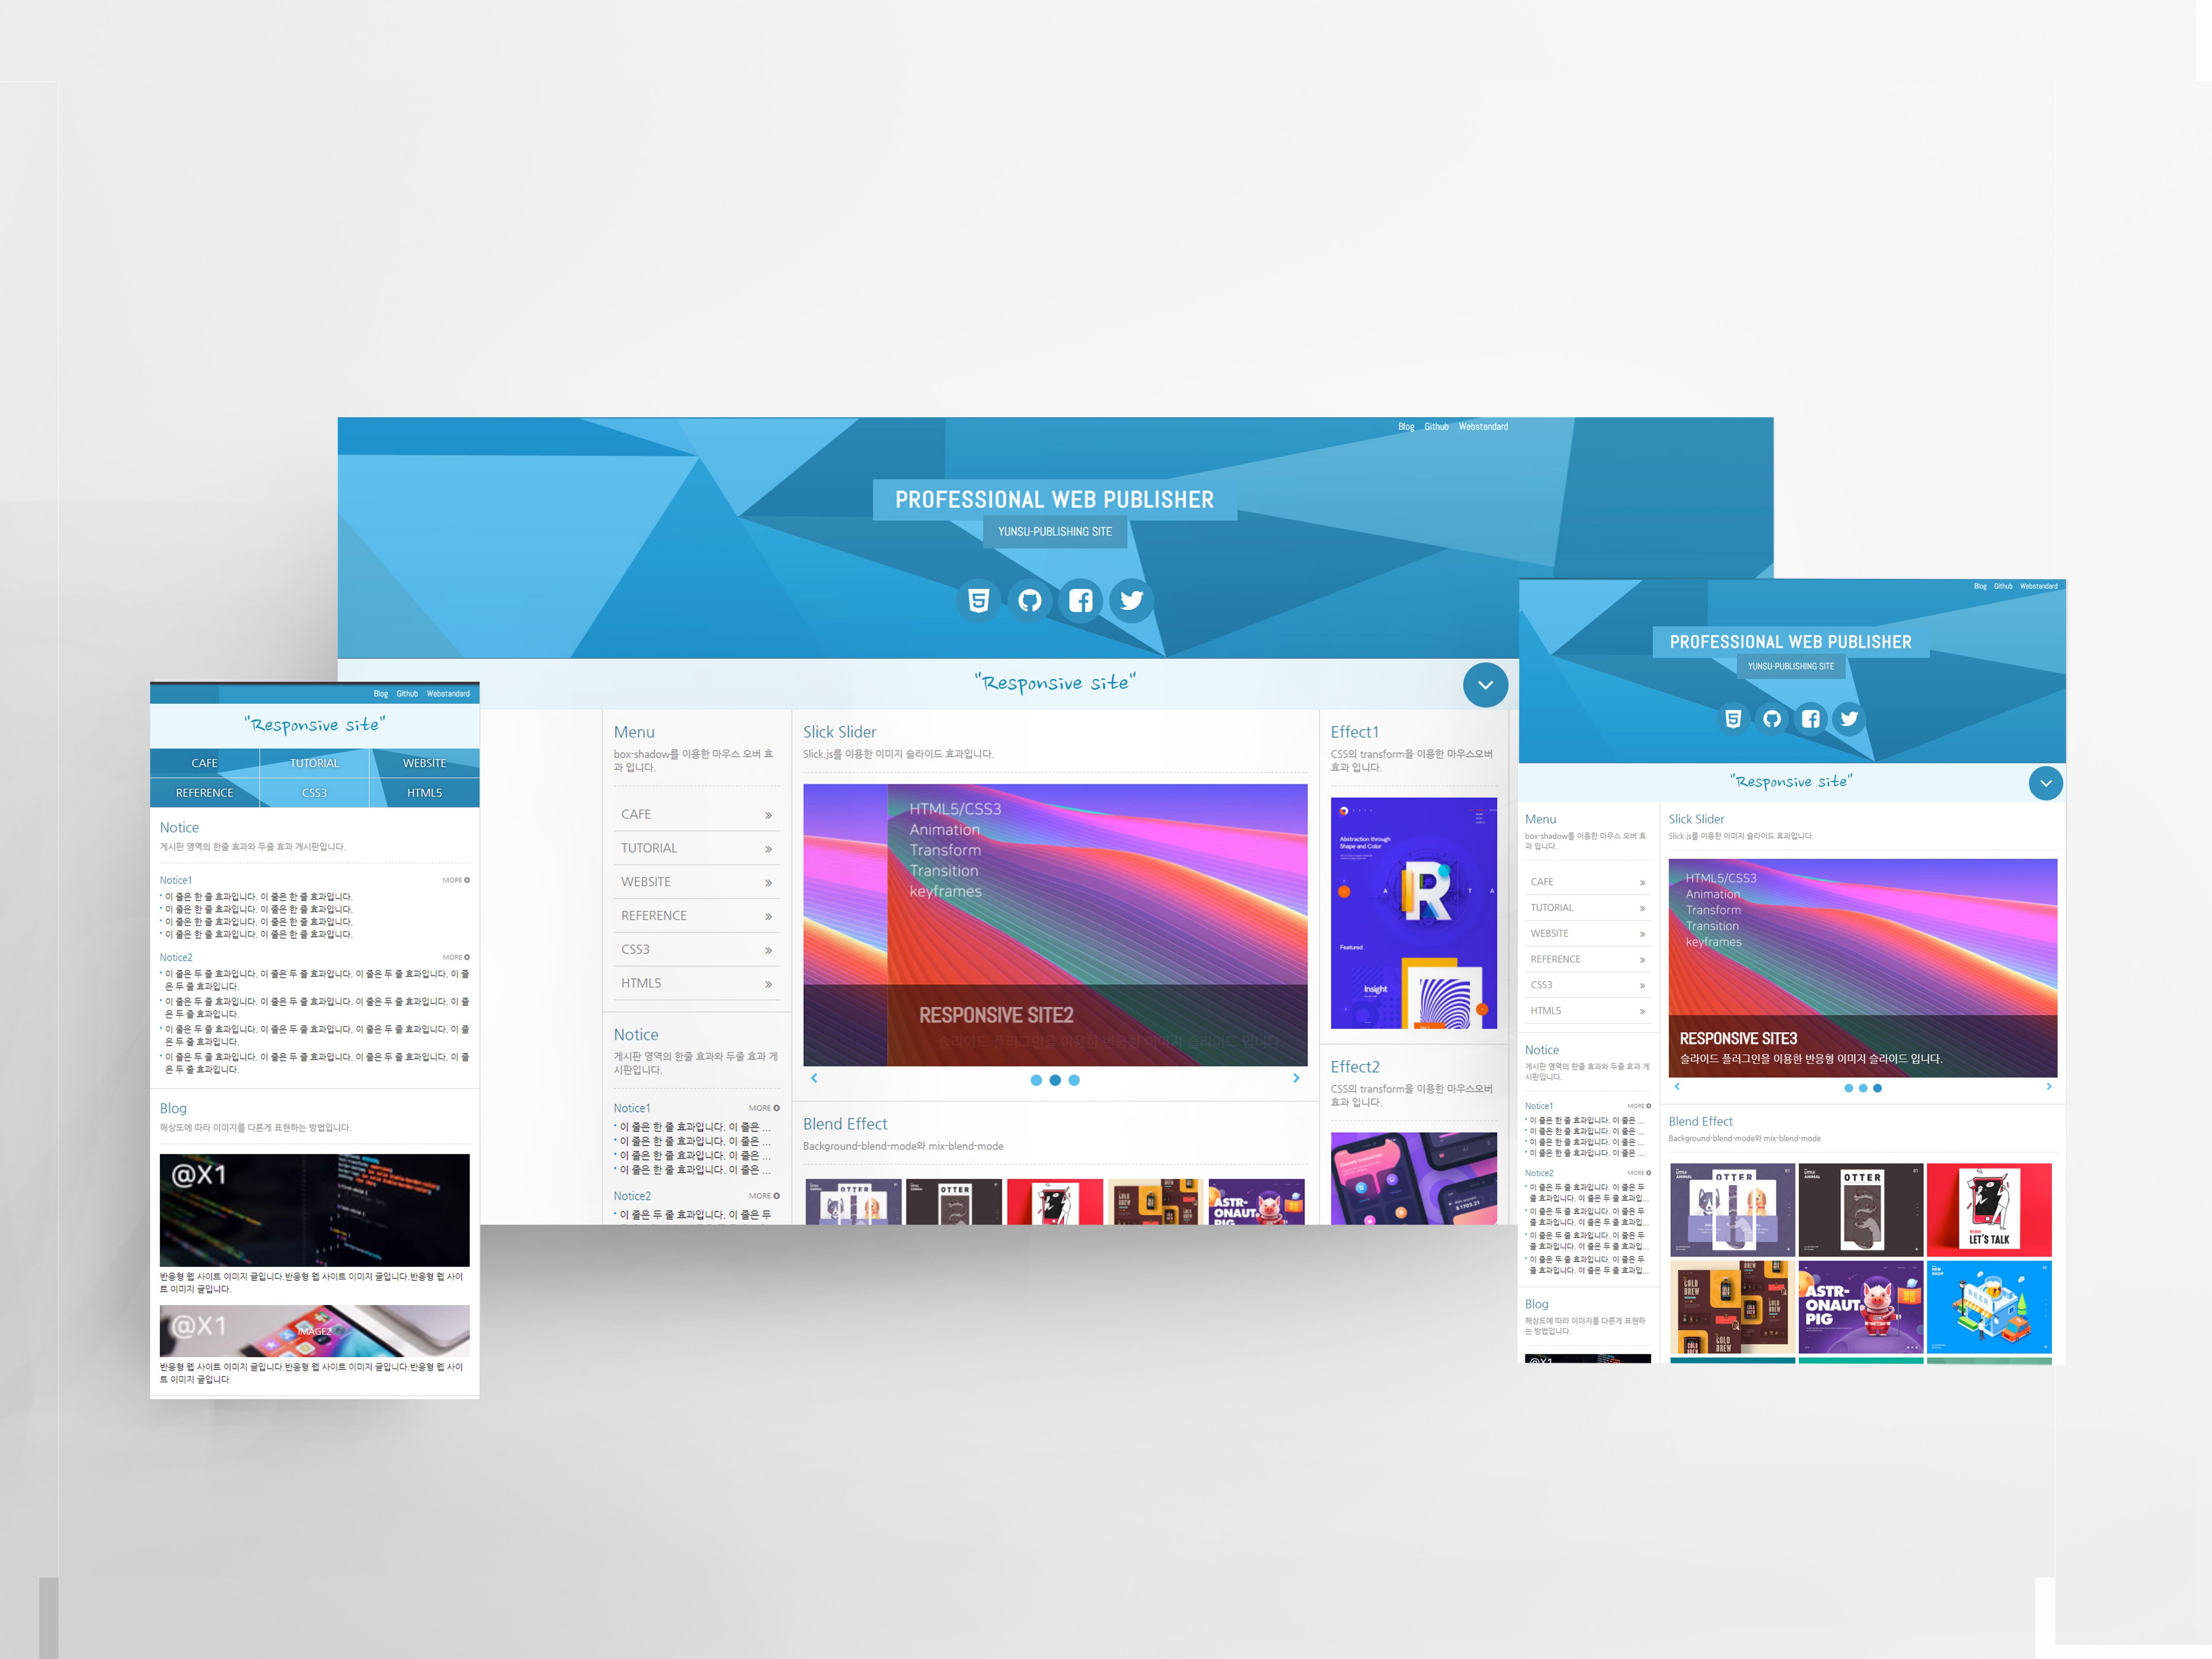 Blog Github Webstandard
PROFESSIONAL WEB PUBLISHER
YUNSU-PUBLISHING SITE
"Responsive site"
Menu
box-shadow를 이용한 마우스 오버 효
과 입니다.
CAFE
TUTORIAL
WEBSITE
REFERENCE
CSS3
HTML5
Notice
게시판 영역의 한줄 효과와 두줄 효과 게
시판입니다.
Notice1 MORE
이 줄은 한 줄 효과입니다. 이 줄은 ...
이 줄은 한 줄 효과입니다. 이 줄은 ...
이 줄은 한 줄 효과입니다. 이 줄은 ...
이 줄은 한 줄 효과입니다. 이 줄은 ...
Notice2 MORE
이 줄은 두 줄 효과입니다. 이 줄은 두
Slick Slider
Slick.js를 이용한 이미지 슬라이드 효과입니다.
HTML5/CSS3
Animation
Transform
Transition
keyframes
RESPONSIVE SITE2
슬라이드 플러그인을 이용한 반응형 이미지 슬라이드 입니다.
Blend Effect
Background-blend-mode와 mix-blend-mode
OTTER
OTTER
COLD
BREW
ASTR-
ONAUT
PIG
Effect1
CSS의 transform을 이용한 마우스오버
효과 입니다.
Abstraction through
Shape and Color
R
A T A
Featured
Insight
Effect2
CSS의 transform을 이용한 마우스오버
효과 입니다.
$1703.21
Blog Github Webstandard
"Responsive site"
CAFE TUTORIAL WEBSITE
REFERENCE CSS3 HTML5
Notice
게시판 영역의 한줄 효과와 두줄 효과 게시판입니다.
Notice1 MORE
이 줄은 한 줄 효과입니다. 이 줄은 한 줄 효과입니다.
이 줄은 한 줄 효과입니다. 이 줄은 한 줄 효과입니다.
이 줄은 한 줄 효과입니다. 이 줄은 한 줄 효과입니다.
이 줄은 한 줄 효과입니다. 이 줄은 한 줄 효과입니다.
Notice2 MORE
이 줄은 두 줄 효과입니다. 이 줄은 두 줄 효과입니다. 이 줄은 두 줄 효과입니다. 이 줄
은 두 줄 효과입니다.
이 줄은 두 줄 효과입니다. 이 줄은 두 줄 효과입니다. 이 줄은 두 줄 효과입니다. 이 줄
은 두 줄 효과입니다.
이 줄은 두 줄 효과입니다. 이 줄은 두 줄 효과입니다. 이 줄은 두 줄 효과입니다. 이 줄
은 두 줄 효과입니다.
이 줄은 두 줄 효과입니다. 이 줄은 두 줄 효과입니다. 이 줄은 두 줄 효과입니다. 이 줄
은 두 줄 효과입니다.
Blog
해상도에 따라 이미지를 다른게 표현하는 방법입니다.
@X1
반응형 웹 사이트 이미지 글입니다.반응형 웹 사이트 이미지 글입니다.반응형 웹 사이
트 이미지 글입니다.
@X1
IMAGE2
반응형 웹 사이트 이미지 글입니다.반응형 웹 사이트 이미지 글입니다.반응형 웹 사이
트 이미지 글입니다.
Blog Github Webstandard
PROFESSIONAL WEB PUBLISHER
YUNSU-PUBLISHING SITE
"Responsive site"
Menu
box-shadow를 이용한 마우스 오버 효
과 입니다.
CAFE
TUTORIAL
WEBSITE
REFERENCE
CSS3
HTML5
Notice
게시판 영역의 한줄 효과와 두줄 효과 게
시판입니다.
Notice1 MORE
이 줄은 한 줄 효과입니다. 이 줄은 ...
이 줄은 한 줄 효과입니다. 이 줄은 ...
이 줄은 한 줄 효과입니다. 이 줄은 ...
이 줄은 한 줄 효과입니다. 이 줄은 ...
Notice2 MORE
이 줄은 두 줄 효과입니다. 이 줄은 두
줄 효과입니다. 이 줄은 두 줄 효과입...
이 줄은 두 줄 효과입니다. 이 줄은 두
줄 효과입니다. 이 줄은 두 줄 효과입...
이 줄은 두 줄 효과입니다. 이 줄은 두
줄 효과입니다. 이 줄은 두 줄 효과입...
이 줄은 두 줄 효과입니다. 이 줄은 두
줄 효과입니다. 이 줄은 두 줄 효과입...
Blog
해상도에 따라 이미지를 다른게 표현하
는 방법입니다.
@X1
Slick Slider
Slick.js를 이용한 이미지 슬라이드 효과입니다.
HTML5/CSS3
Animation
Transform
Transition
keyframes
RESPONSIVE SITE3
슬라이드 플러그인을 이용한 반응형 이미지 슬라이드 입니다.
Blend Effect
Background-blend-mode와 mix-blend-mode
OTTER
OTTER
LET'S TALK
COLD
BREW
ASTR-
ONAUT
PIG
BEER